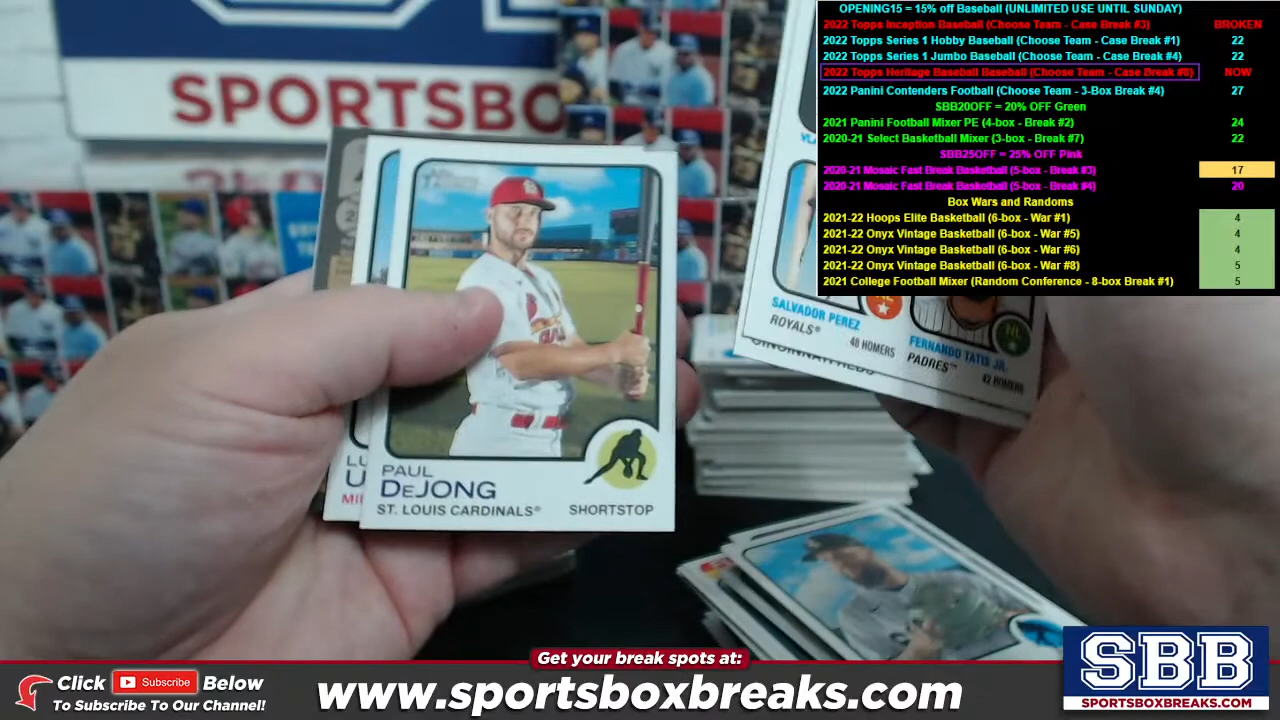 OPENING15 = 15% off Baseball (UNLIMITED USE UNTIL SUNDAY)
2022 Topps Inception Baseball (Choose Team - Case Break #3) BROKEN
2022 Topps Series 1 Hobby Baseball (Choose Team - Case Break #1) 22
2022 Topps Series 1 Jumbo Baseball (Choose Team - Case Break #4) 22
2022 Topps Heritage Baseball Baseball (Choose Team - Case Break #8) NOW
2022 Panini Contenders Football (Choose Team - 3-Box Break #4) 27
SBB20OFF = 20% OFF Green
2021 Panini Football Mixer PE (4-box - Break #2) 24
2020-21 Select Basketball Mixer (3-box - Break #7) 22
SBB25OFF = 25% OFF Pink
2020-21 Mosaic Fast Break Basketball (5-box - Break #3) 17
2020-21 Mosaic Fast Break Basketball (5-box - Break #4) 20
Box Wars and Randoms
2021-22 Hoops Elite Basketball (6-box - War #1) 4
2021-22 Onyx Vintage Basketball (6-box - War #5) 4
2021-22 Onyx Vintage Basketball (6-box - War #6) 4
2021-22 Onyx Vintage Basketball (6-box - War #8) 5
2021 College Football Mixer (Random Conference - 8-box Break #1) 5
SPORTSBO
SALVADOR PEREZ
ROYALS®
48 HOMERS
FERNANDO TATIS JR.
PADRES™
42 HOMERS
NL
CINCINNATI REDS
LU
U
MI
PAUL
DEJONG
ST. LOUIS CARDINALS® SHORTSTOP
Get your break spots at:
Click Subscribe Below
To Subscribe To Our Channel!
www.sportsboxbreaks.com
SBB
SPORTSBOXBREAKS.COM